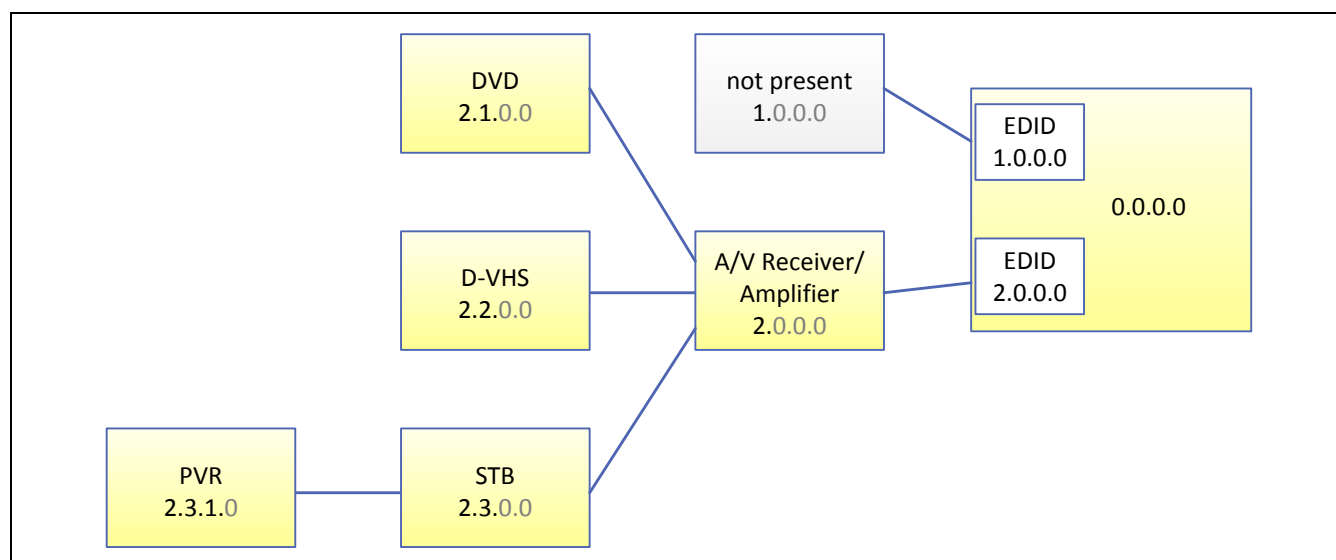 DVD
2.1.0.0
not present
1.0.0.0
EDID
1.0.0.0
0.0.0.0
D-VHS
2.2.0.0
A/V Receiver/
Amplifier
2.0.0.0
EDID
2.0.0.0
PVR
2.3.1.0
STB
2.3.0.0